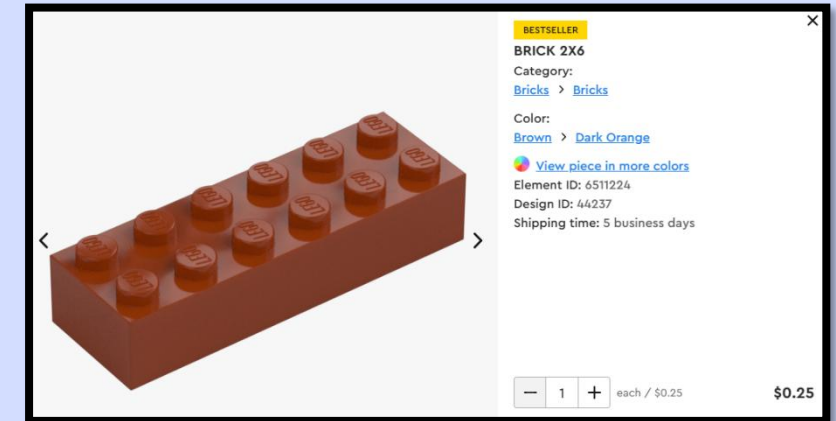 BESTSELLER
BRICK 2X6
Category:
Bricks > Bricks
Color:
Brown > Dark Orange
View piece in more colors
Element ID: 6511224
Design ID: 44237
Shipping time: 5 business days
1 each / $0.25 $0.25